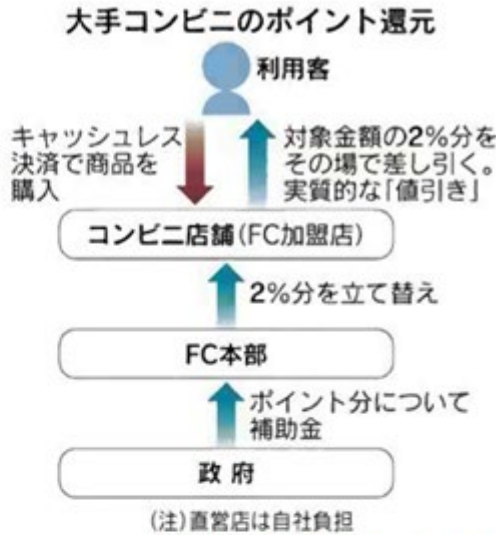 大手コンビニのポイント還元
利用客
キャッシュレス
決済で商品を
購入
対象金額の2%分を
その場で差し引く。
実質的な「値引き」
コンビニ店舗(FC加盟店)
2%分を立て替え
FC本部
ポイント分について
補助金
政府
(注)直営店は自社負担